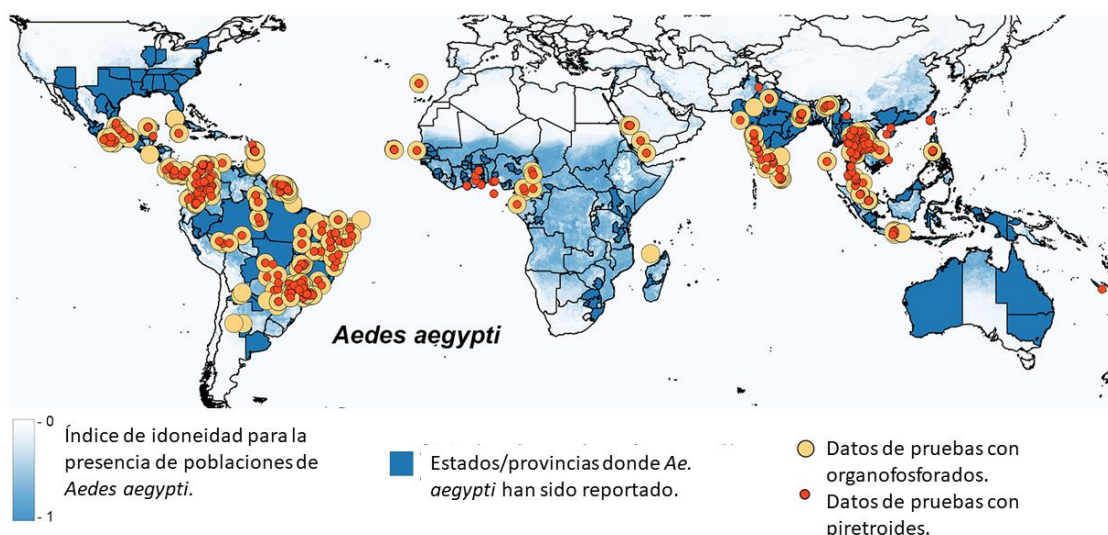 Aedes aegypti
- 0
Índice de idoneidad para la
presencia de poblaciones de
Aedes aegypti.
- 1
Estados/provincias donde Ae.
aegypti han sido reportado.
Datos de pruebas con
organofosforados.
Datos de pruebas con
piretroides.